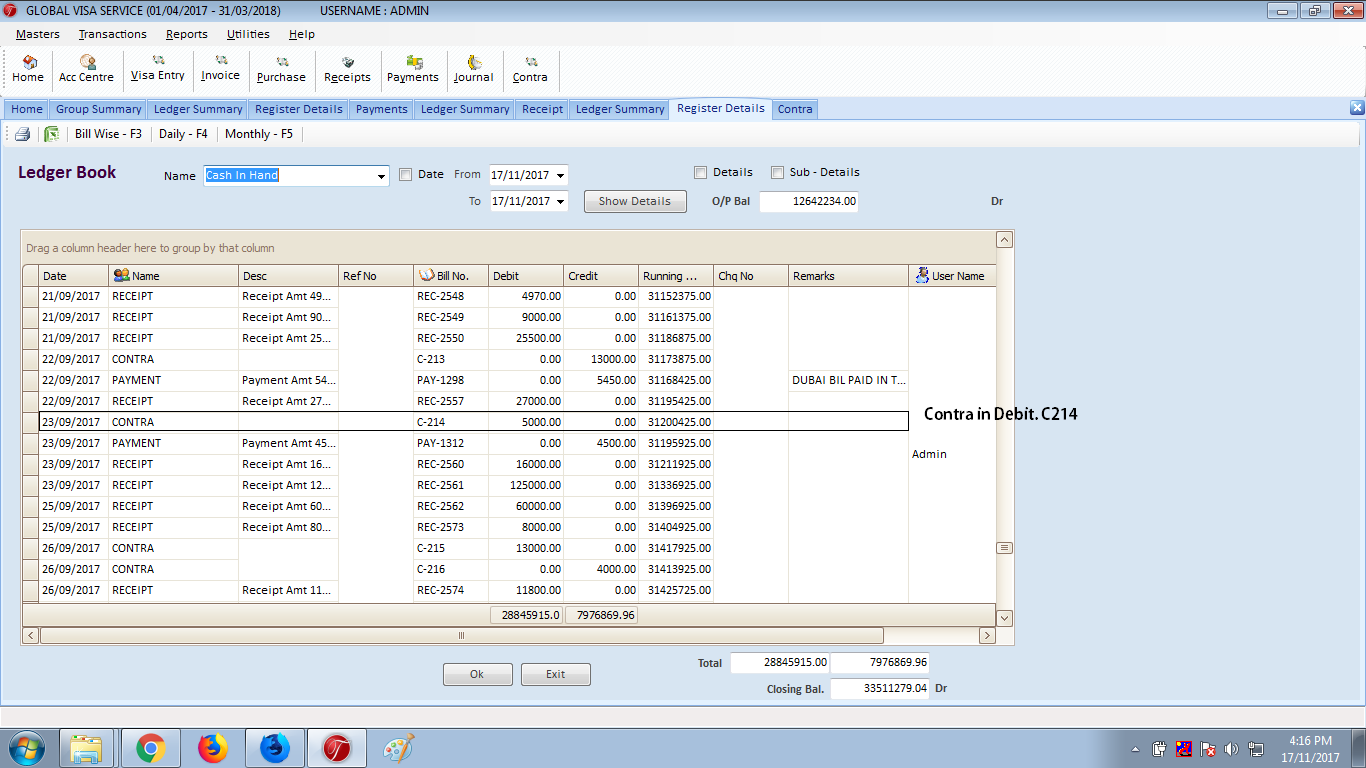 GLOBAL VISA SERVICE (01/04/2017 - 31/03/2018) USERNAME : ADMIN
Masters Transactions Reports Utilities Help
Home Acc Centre Visa Entry Invoice Purchase Receipts Payments Journal Contra
Home Group Summary Ledger Summary Register Details Payments Ledger Summary Receipt Ledger Summary Register Details Contra
Bill Wise - F3 Daily - F4 Monthly - F5
Ledger Book Name Cash In Hand Date From 17/11/2017 Details Sub - Details
To 17/11/2017 Show Details O/P Bal 12642234.00 Dr
Drag a column header here to group by that column
Date Name Desc Ref No Bill No. Debit Credit Running ... Chq No Remarks User Name
21/09/2017 RECEIPT Receipt Amt 49... REC-2548 4970.00 0.00 31152375.00
21/09/2017 RECEIPT Receipt Amt 90... REC-2549 9000.00 0.00 31161375.00
21/09/2017 RECEIPT Receipt Amt 25... REC-2550 25500.00 0.00 31186875.00
22/09/2017 CONTRA C-213 0.00 13000.00 31173875.00
22/09/2017 PAYMENT Payment Amt 54... PAY-1298 0.00 5450.00 31168425.00 DUBAI BIL PAID IN T...
22/09/2017 RECEIPT Receipt Amt 27... REC-2557 27000.00 0.00 31195425.00
23/09/2017 CONTRA C-214 5000.00 0.00 31200425.00 Contra in Debit. C214
23/09/2017 PAYMENT Payment Amt 45... PAY-1312 0.00 4500.00 31195925.00
Admin
23/09/2017 RECEIPT Receipt Amt 16... REC-2560 16000.00 0.00 31211925.00
23/09/2017 RECEIPT Receipt Amt 12... REC-2561 125000.00 0.00 31336925.00
25/09/2017 RECEIPT Receipt Amt 60... REC-2562 60000.00 0.00 31396925.00
25/09/2017 RECEIPT Receipt Amt 80... REC-2573 8000.00 0.00 31404925.00
26/09/2017 CONTRA C-215 13000.00 0.00 31417925.00
26/09/2017 CONTRA C-216 0.00 4000.00 31413925.00
26/09/2017 RECEIPT Receipt Amt 11... REC-2574 11800.00 0.00 31425725.00
28845915.0 7976869.96
Ok Exit Total 28845915.00 7976869.96
Closing Bal. 33511279.04 Dr
4:16 PM
17/11/2017